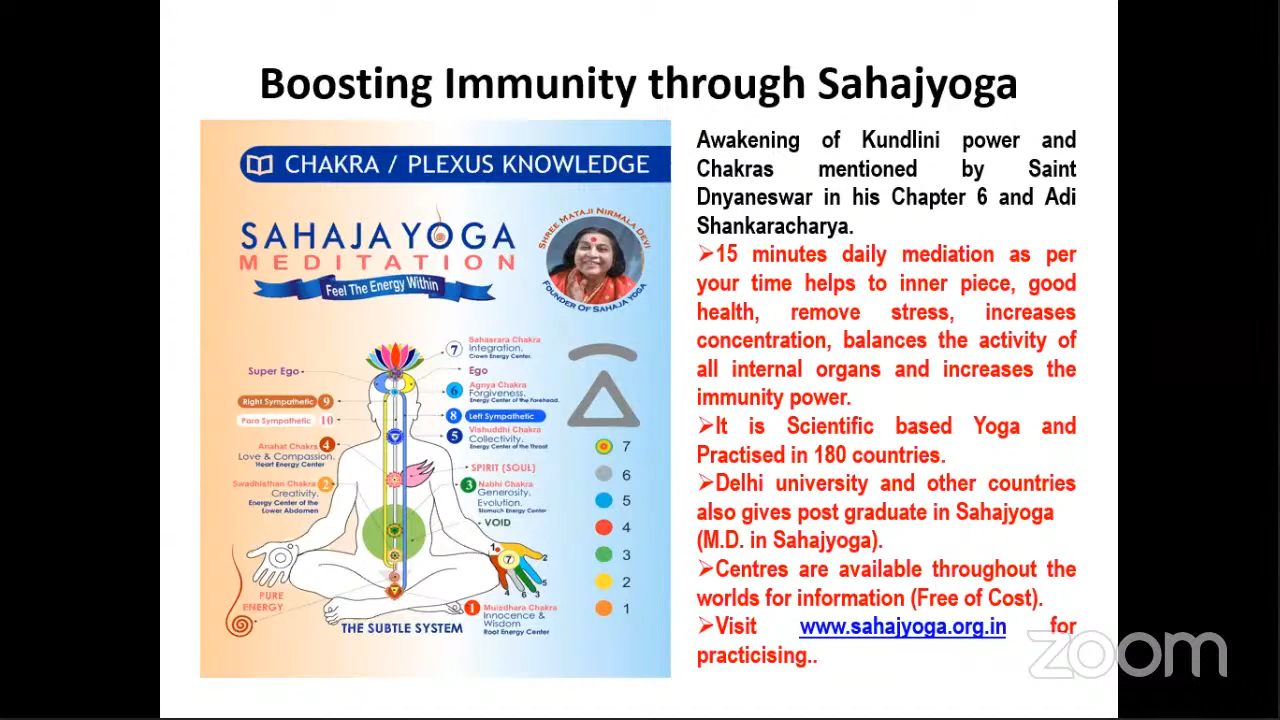 Boosting Immunity through Sahajyoga
CHAKRA / PLEXUS KNOWLEDGE
SAHAJA YOGA
MEDITATION
Feel The Energy Within
SHREE MATAJI NIRMALA DEVI
FOUNDER OF SAHAJA YOGA
7 Sahasrara Chakra
Integration.
Crown Energy Center.
Super Ego
Ego
6 Agnya Chakra
Forgiveness.
Energy Center of the Forehead.
Right Sympathetic 9
8 Left Sympathetic
Para Sympathetic 10
5 Vishuddhi Chakra
Collectivity.
Energy Center of the Throat
Anahat Chakra 4
Love & Compassion.
Heart Energy Center
SPIRIT (SOUL)
Swadhisthan Chakra 2
Creativity.
Energy Center of the
Lower Abdomen
3 Nabhi Chakra
Generosity.
Evolution.
Stomach Energy Center
VOID
1
2
7
5
4 6 3
PURE
ENERGY
1 Muladhara Chakra
Innocence &
Wisdom
Root Energy Center
THE SUBTLE SYSTEM
7
6
5
4
3
2
1
Awakening of Kundlini power and
Chakras mentioned by Saint
Dnyaneswar in his Chapter 6 and Adi
Shankaracharya.
➢15 minutes daily mediation as per
your time helps to inner piece, good
health, remove stress, increases
concentration, balances the activity of
all internal organs and increases the
immunity power.
➢It is Scientific based Yoga and
Practised in 180 countries.
➢Delhi university and other countries
also gives post graduate in Sahajyoga
(M.D. in Sahajyoga).
➢Centres are available throughout the
worlds for information (Free of Cost).
➢Visit www.sahajyoga.org.in for
practicising..
zoom